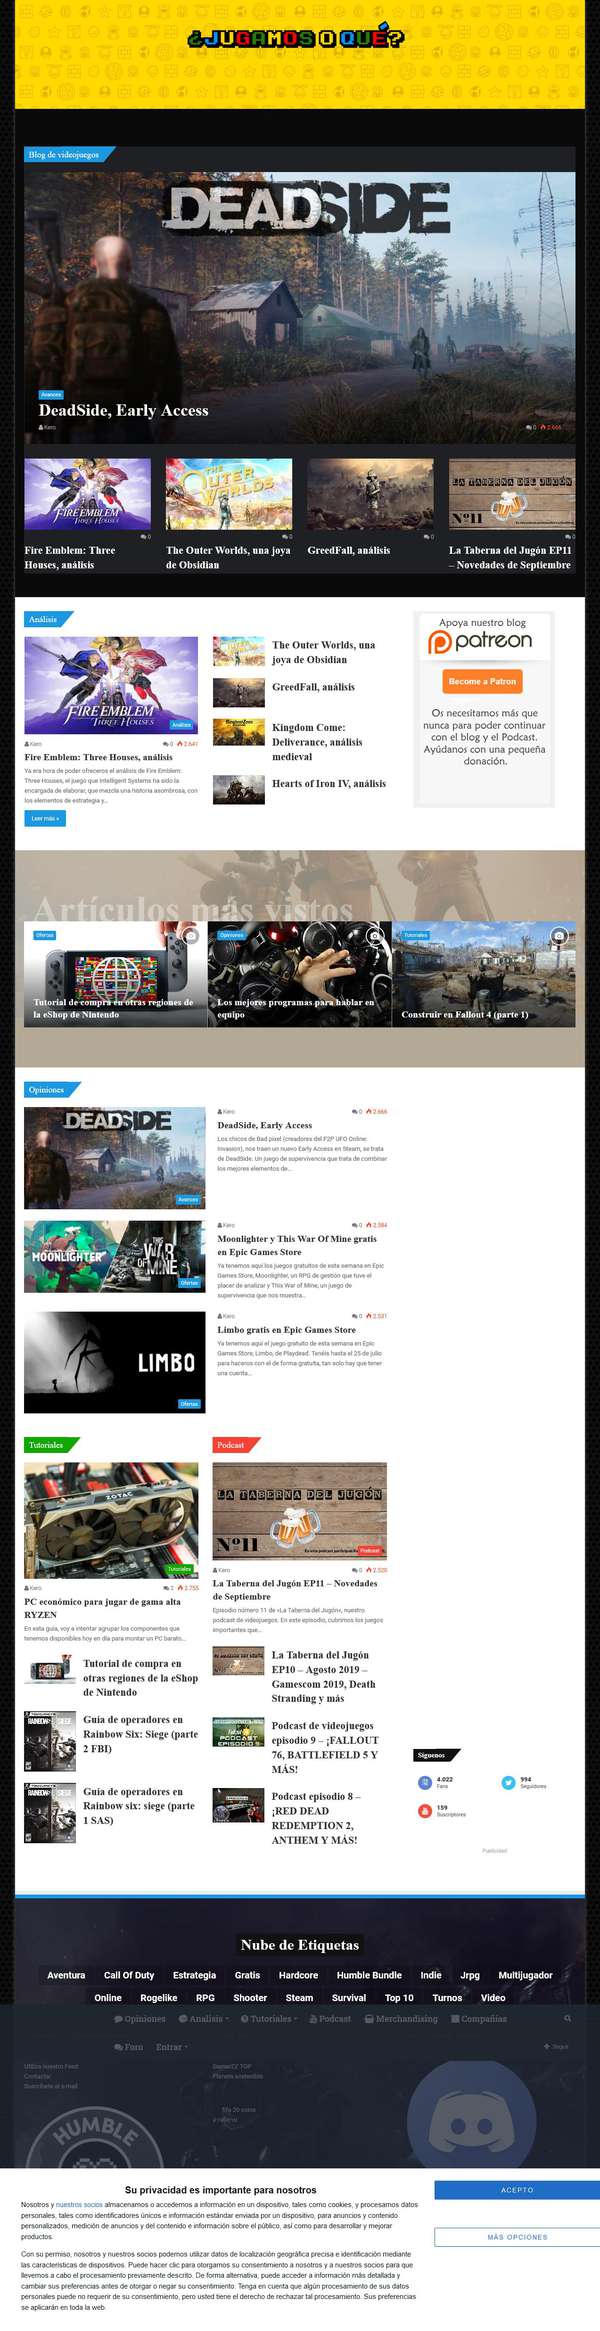 ¿JUGAMOS O QUÉ?
Blog de videojuegos
DEADSIDE
Avances
DeadSide, Early Access
Kero
0 2.666
FIRE EMBLEM
THREE HOUSES
THE OUTER WORLDS
LA TABERNA DEL JUGÓN
Nº11
0
0
0
0
Fire Emblem: Three
Houses, análisis
The Outer Worlds, una joya
de Obsidian
GreedFall, análisis
La Taberna del Jugón EP11
– Novedades de Septiembre
Análisis
FIRE EMBLEM
THREE HOUSES
Análisis
Kero
0 2.641
Fire Emblem: Three Houses, análisis
Ya era hora de poder ofreceros el análisis de Fire Emblem:
Three Houses, el juego que Intelligent Systems ha sido la
encargada de elaborar, que mezcla una historia asombrosa, con
los elementos de estrategia y...
Leer más »
The Outer Worlds, una
joya de Obsidian
GreedFall, análisis
Kingdom Come:
Deliverance, análisis
medieval
Hearts of Iron IV, análisis
Apoya nuestro blog
patreon
Become a Patron
Os necesitamos más que
nunca para poder continuar
con el blog y el Podcast.
Ayúdanos con una pequeña
donación.
Artículos más vistos
Ofertas
Tutorial de compra en otras regiones de
la eShop de Nintendo
Opiniones
Los mejores programas para hablar en
equipo
Tutoriales
Construir en Fallout 4 (parte 1)
Opiniones
DEADSIDE
Avances
Kero
0 2.666
DeadSide, Early Access
Los chicos de Bad pixel (creadores del F2P UFO Online:
Invasion), nos traen un nuevo Early Access en Steam, se trata
de DeadSide. Un juego de supervivencia que trata de combinar
los mejores elementos de...
MOONLIGHTER
THIS WAR OF MINE
Ofertas
Kero
0 2.584
Moonlighter y This War Of Mine gratis
en Epic Games Store
Ya tenemos aquí los juegos gratuitos de esta semana en Epic
Games Store, Moonlighter, un RPG de gestión que tuve el
placer de analizar y This War of Mine, un juego de
supervivencia que nos muestra...
LIMBO
Ofertas
Kero
0 2.531
Limbo gratis en Epic Games Store
Ya tenemos aquí el juego gratuito de esta semana en Epic
Games Store, Limbo, de Playdead. Tenéis hasta el 25 de julio
para haceros con el de forma gratuita, tan solo hay que tener
una cuenta...
Tutoriales
ZOTAC
Tutoriales
Kero
2 2.755
PC económico para jugar de gama alta
RYZEN
En esta guía, voy a intentar agrupar los componentes que
tenemos disponibles hoy en día para montar un PC barato...
Tutorial de compra en
otras regiones de la eShop
de Nintendo
Guia de operadores en
Rainbow Six: Siege (parte
2 FBI)
Guia de operadores en
Rainbow six: siege (parte
1 SAS)
Podcast
LA TABERNA DEL JUGÓN
Nº11
Podcast
Kero
0 2.520
La Taberna del Jugón EP11 – Novedades
de Septiembre
Episodio número 11 de «La Taberna del Jugón», nuestro
podcast de videojuegos. En este episodio, cubrimos los juegos
importantes que...
La Taberna del Jugón
EP10 – Agosto 2019 –
Gamescom 2019, Death
Stranding y más
Podcast de videojuegos
episodio 9 – ¡FALLOUT
76, BATTLEFIELD 5 Y
MÁS!
Podcast episodio 8 –
¡RED DEAD
REDEMPTION 2,
ANTHEM Y MÁS!
Síguenos
4.022
Fans
994
Seguidores
159
Suscriptores
Publicidad
Nube de Etiquetas
Aventura Call Of Duty Estrategia Gratis Hardcore Humble Bundle Indie Jrpg Multijugador
Online Rogelike RPG Shooter Steam Survival Top 10 Turnos Video
Opiniones Analisis Tutoriales Podcast Merchandising Compañías
Foro Entrar
Seguir
Utiliza nuestro Feed
Contactar
Suscríbete al e-mail
Planeta sostenible
fifa 20 coins
HUMBLE
Su privacidad es importante para nosotros
Nosotros y nuestros socios almacenamos o accedemos a información en un dispositivo, tales como cookies, y procesamos datos
personales, tales como identificadores únicos e información estándar enviada por un dispositivo, para anuncios y contenido
personalizados, medición de anuncios y del contenido e información sobre el público, así como para desarrollar y mejorar
productos.
Con su permiso, nosotros y nuestros socios podemos utilizar datos de localización geográfica precisa e identificación mediante
las características de dispositivos. Puede hacer clic para otorgarnos su consentimiento a nosotros y a nuestros socios para que
llevemos a cabo el procesamiento previamente descrito. De forma alternativa, puede acceder a información más detallada y
cambiar sus preferencias antes de otorgar o negar su consentimiento. Tenga en cuenta que algún procesamiento de sus datos
personales puede no requerir de su consentimiento, pero usted tiene el derecho de rechazar tal procesamiento. Sus preferencias
se aplicarán en toda la web.
ACEPTO
MÁS OPCIONES